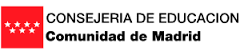 CONSEJERIA DE EDUCACION
Comunidad de Madrid